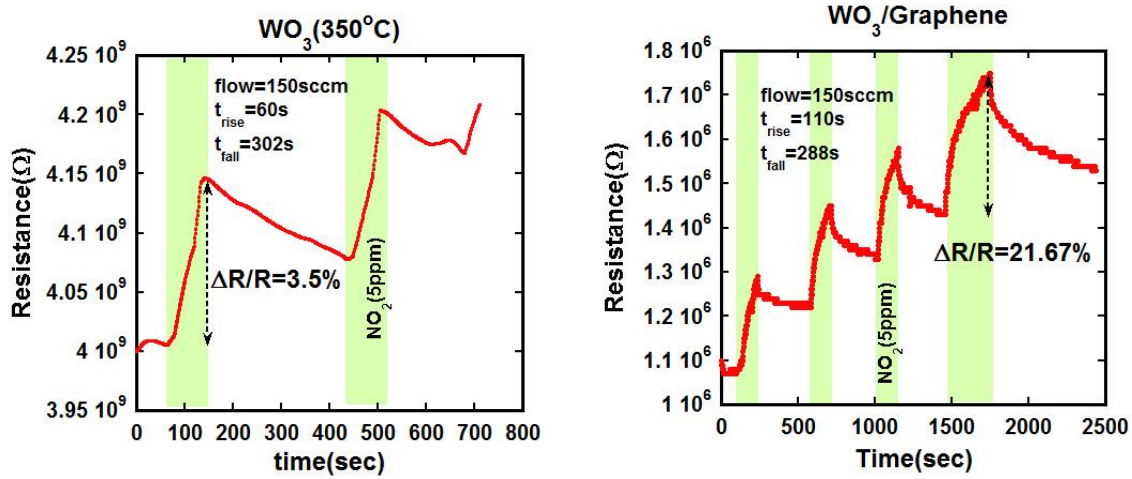 WO3(350°C)
4.25 10^9
4.2 10^9
4.15 10^9
4.1 10^9
4.05 10^9
4 10^9
3.95 10^9
Resistance(Ω)
flow=150sccm
t_rise=60s
t_fall=302s
ΔR/R=3.5%
NO2(5ppm)
0 100 200 300 400 500 600 700 800
time(sec)
WO3/Graphene
1.8 10^6
1.7 10^6
1.6 10^6
1.5 10^6
1.4 10^6
1.3 10^6
1.2 10^6
1.1 10^6
1 10^6
Resistance(Ω)
flow=150sccm
t_rise=110s
t_fall=288s
ΔR/R=21.67%
NO2(5ppm)
0 500 1000 1500 2000 2500
Time(sec)